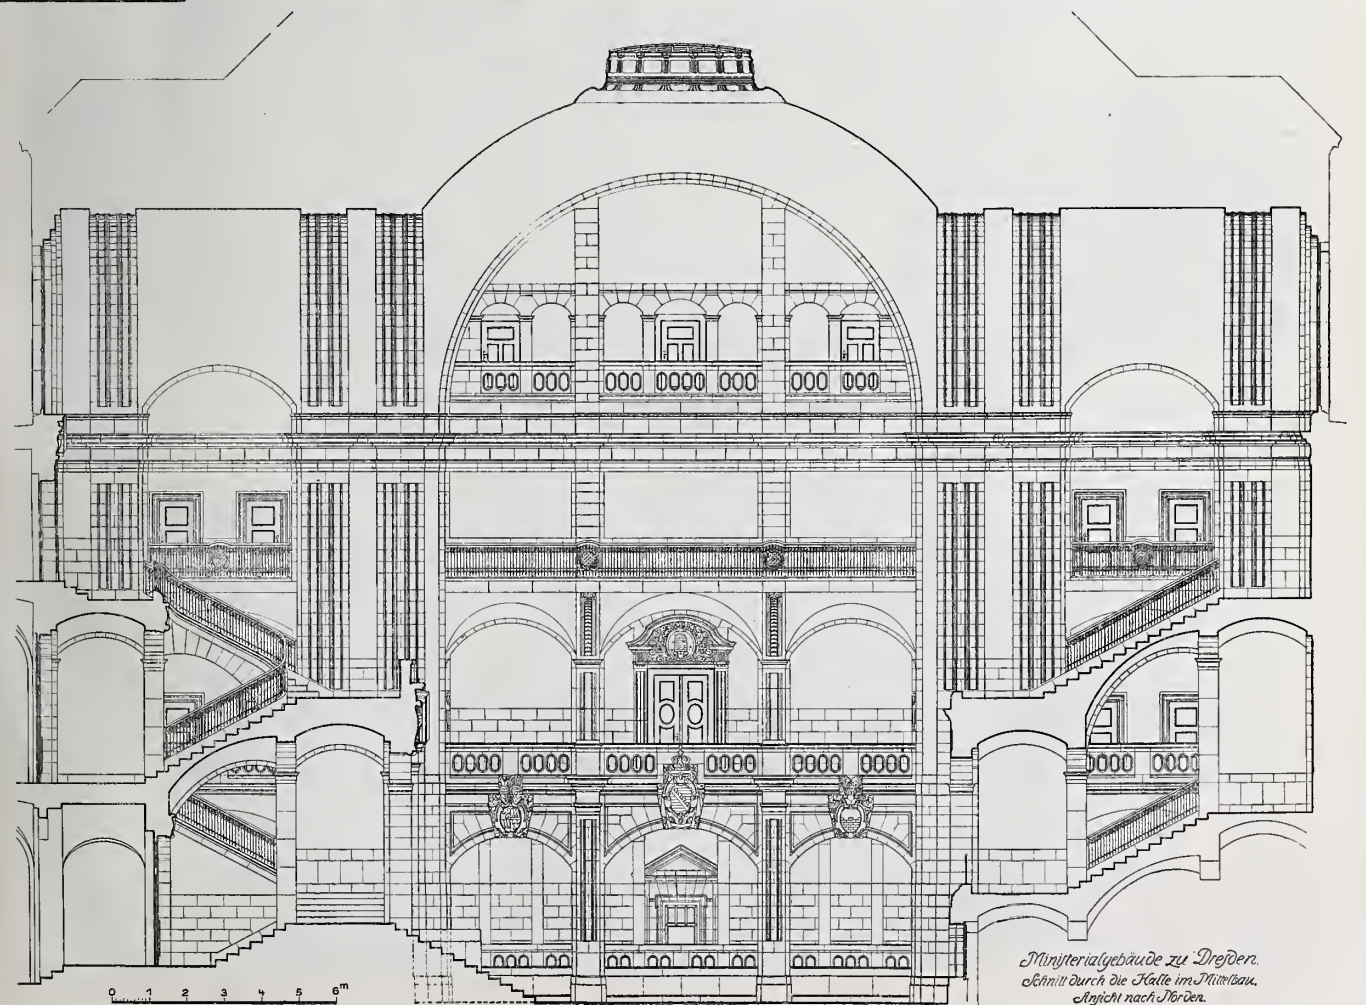 0 1 2 3 4 5 6m
Ministerialgebäude zu Dresden.
Schnitt durch die Halle im Mittelbau.
Ansicht nach Norden.